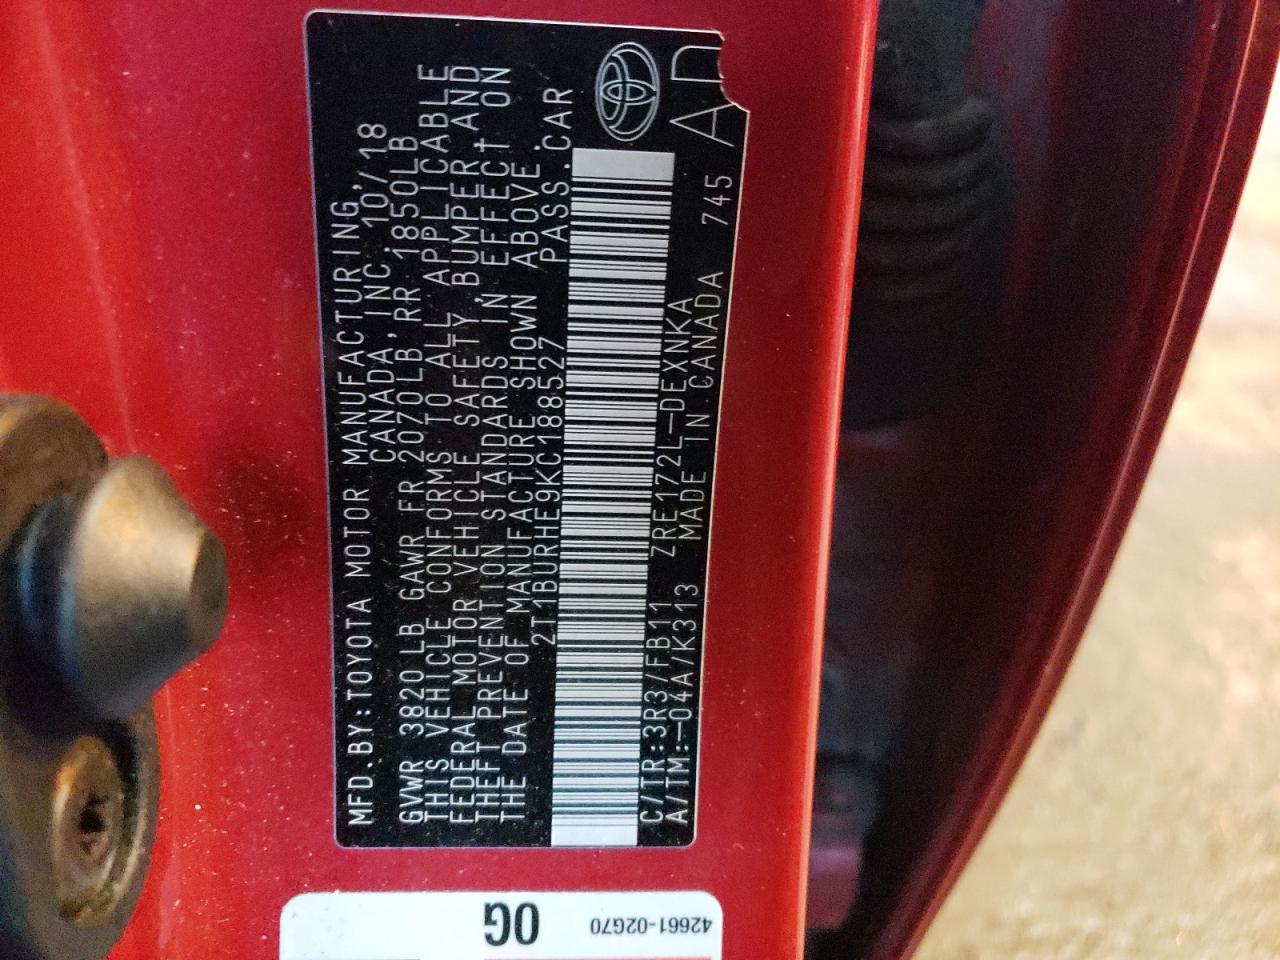 MFD.BY:TOYOTA MOTOR MANUFACTURING,
CANADA, INC. 10/18
GVWR 3820LB GAWR FR 2070LB, RR 1850LB
THIS VEHICLE CONFORMS TO ALL APPLICABLE
FEDERAL MOTOR VEHICLE SAFETY, BUMPER AND
THEFT PREVENTION STANDARDS IN EFFECT ON
THE DATE OF MANUFACTURE SHOWN ABOVE.
2T1BURHE9KC188527 PASS.CAR
C/TR:3R3/FB11 ZRE172L-DEXNKA
A/TM:-04A/K313 MADE IN CANADA 745
0G
42661-02G70